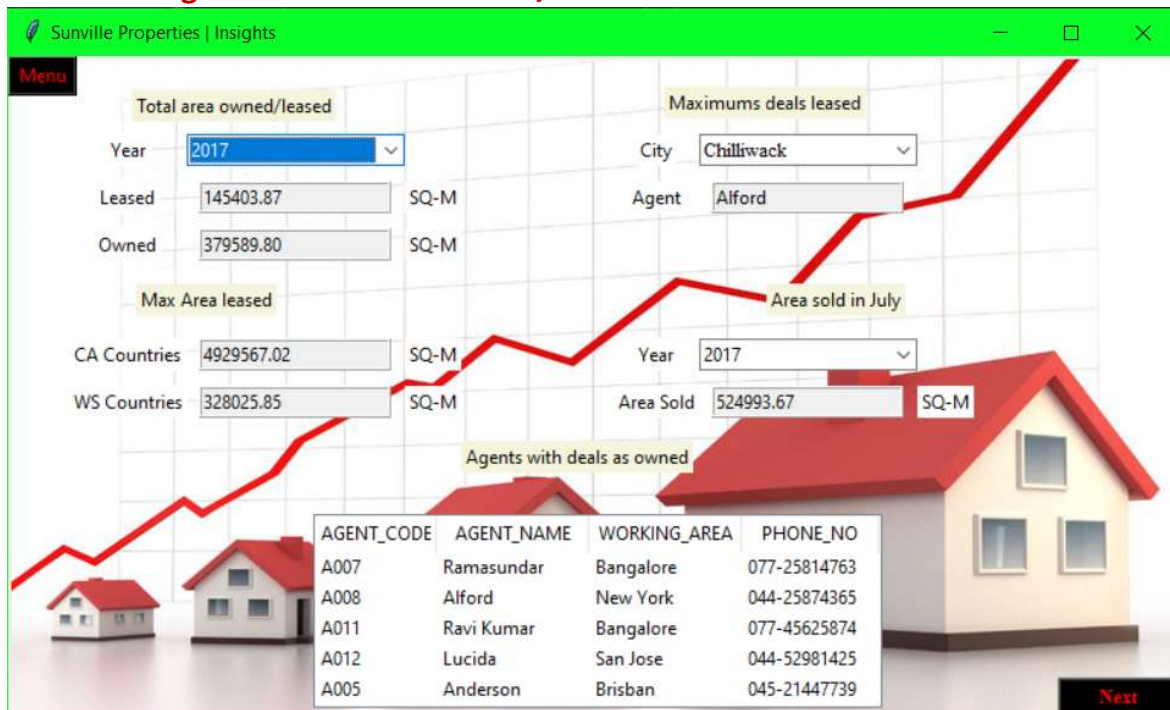 Sunville Properties | Insights
Menu
Total area owned/leased
Year 2017
Leased 145403.87 SQ-M
Owned 379589.80 SQ-M
Maximums deals leased
City Chilliwack
Agent Alford
Max Area leased
CA Countries 4929567.02 SQ-M
WS Countries 328025.85 SQ-M
Area sold in July
Year 2017
Area Sold 524993.67 SQ-M
Agents with deals as owned
AGENT_CODE AGENT_NAME WORKING_AREA PHONE_NO
A007 Ramasundar Bangalore 077-25814763
A008 Alford New York 044-25874365
A011 Ravi Kumar Bangalore 077-45625874
A012 Lucida San Jose 044-52981425
A005 Anderson Brisban 045-21447739
Next